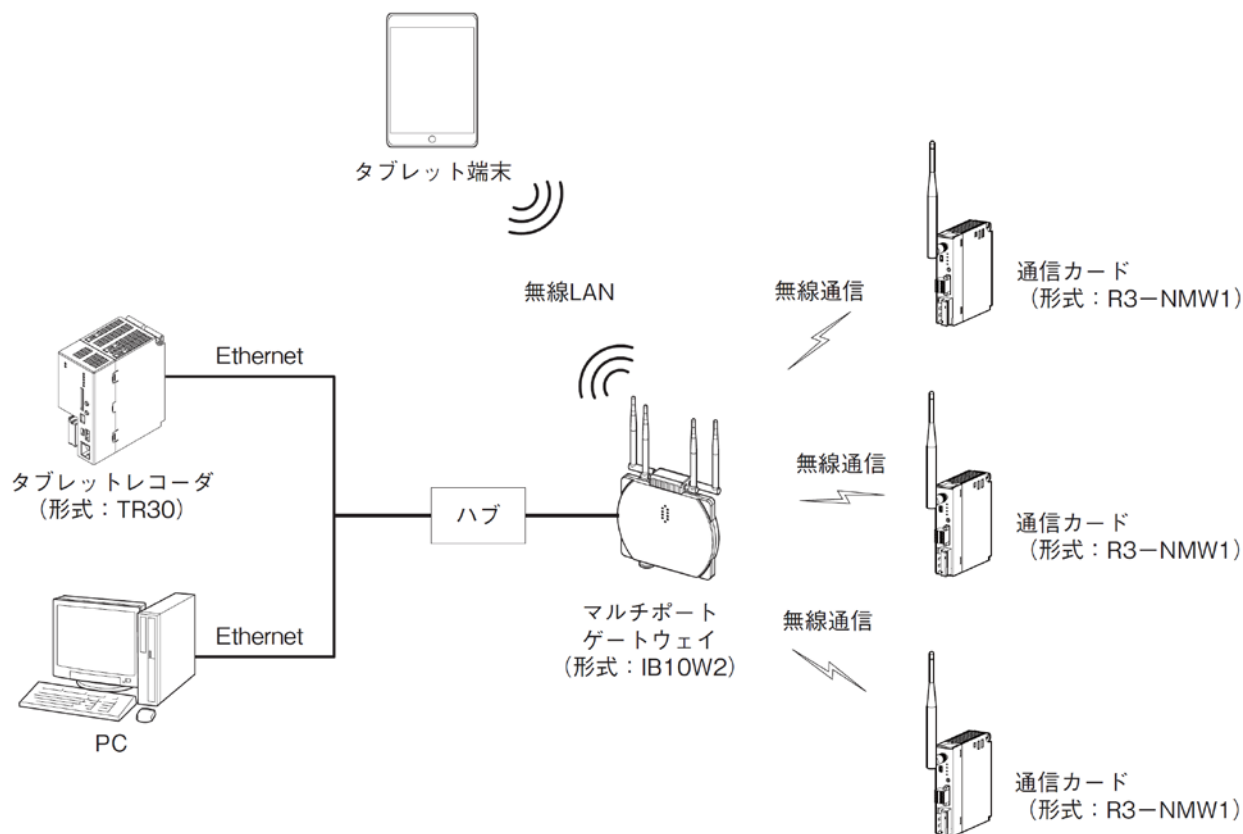 タブレット端末
無線LAN
無線通信
通信カード
（形式：R3－NMW1）
Ethernet
タブレットレコーダ
（形式：TR30）
ハブ
無線通信
通信カード
（形式：R3－NMW1）
マルチポート
ゲートウェイ
（形式：IB10W2）
無線通信
Ethernet
PC
通信カード
（形式：R3－NMW1）